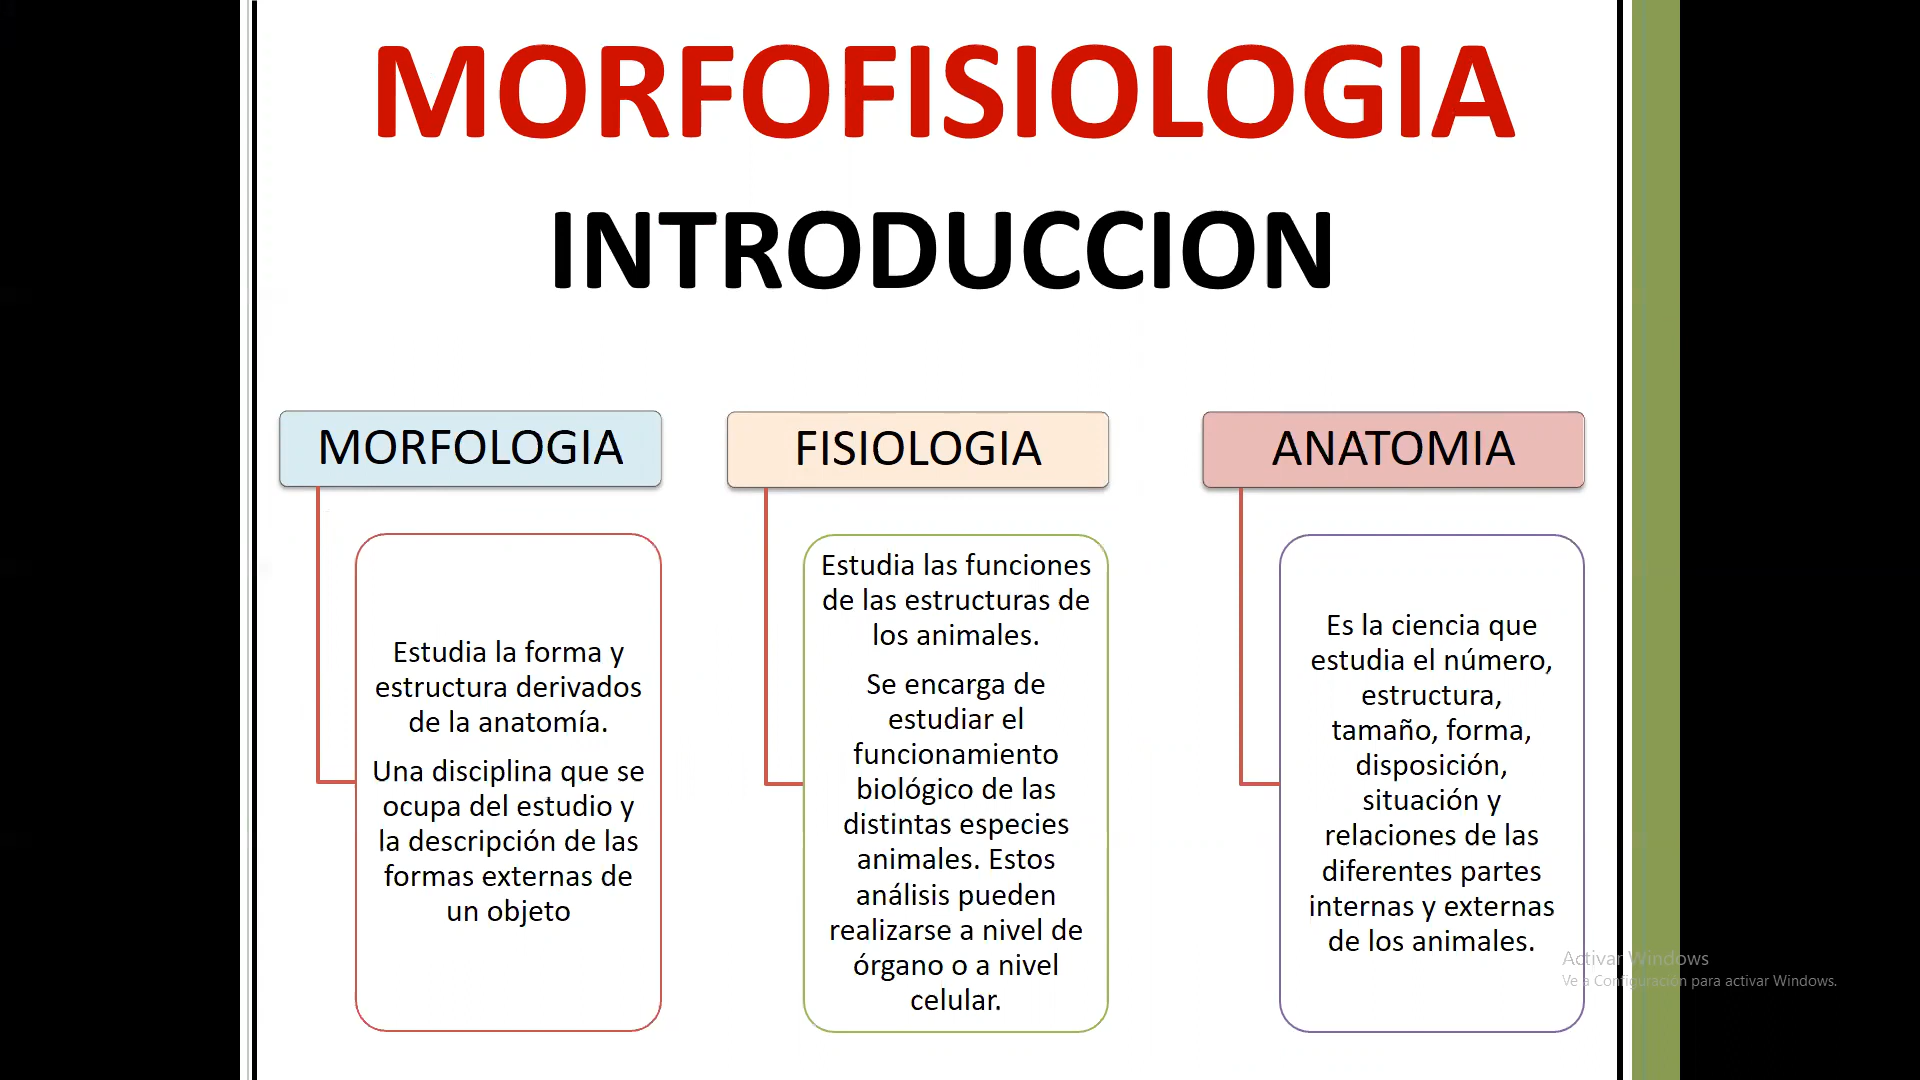 MORFOFISIOLOGIA
INTRODUCCION
MORFOLOGIA
Estudia la forma y
estructura derivados
de la anatomía.
Una disciplina que se
ocupa del estudio y
la descripción de las
formas externas de
un objeto
FISIOLOGIA
Estudia las funciones
de las estructuras de
los animales.
Se encarga de
estudiar el
funcionamiento
biológico de las
distintas especies
animales. Estos
análisis pueden
realizarse a nivel de
órgano o a nivel
celular.
ANATOMIA
Es la ciencia que
estudia el número,
estructura,
tamaño, forma,
disposición,
situación y
relaciones de las
diferentes partes
internas y externas
de los animales.
Activar Windows
Ve a Configuración para activar Windows.